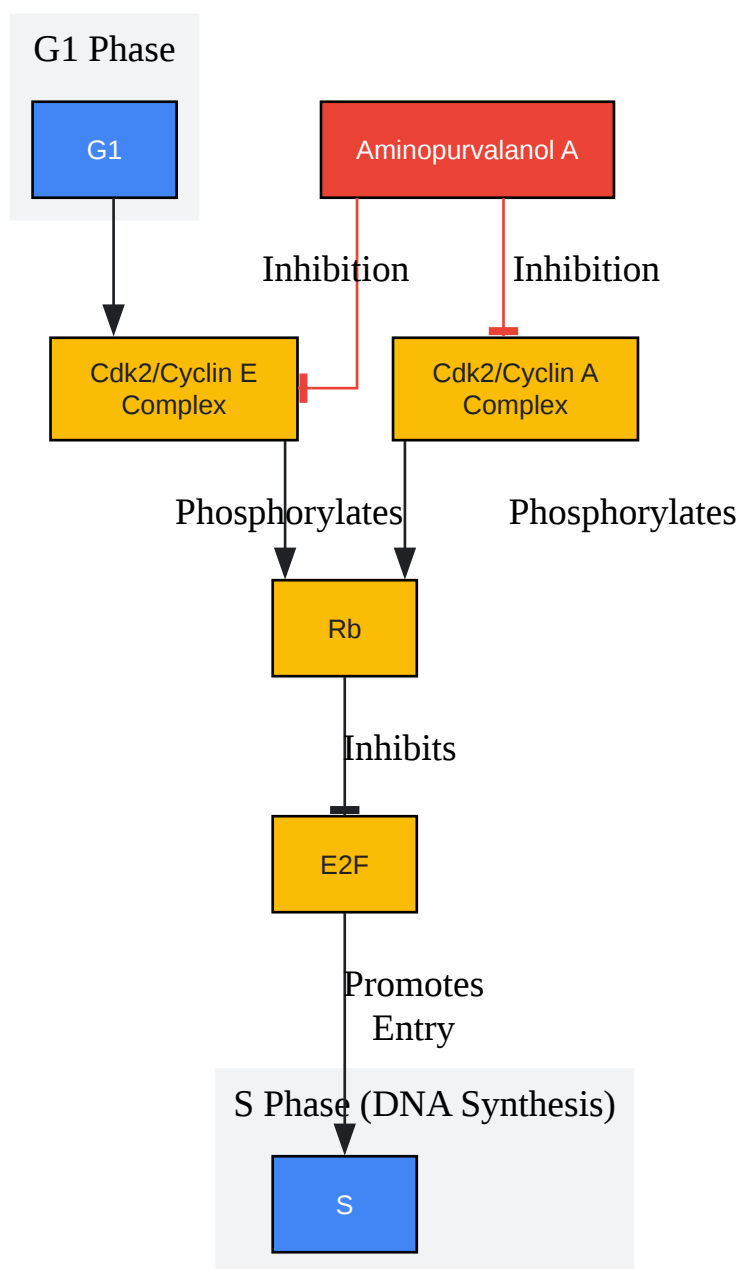 G1 Phase
G1
Aminopurvalanol A
Inhibition
Inhibition
Cdk2/Cyclin E
Complex
Cdk2/Cyclin A
Complex
Phosphorylates
Phosphorylates
Rb
Inhibits
E2F
Promotes
Entry
S Phase (DNA Synthesis)
S